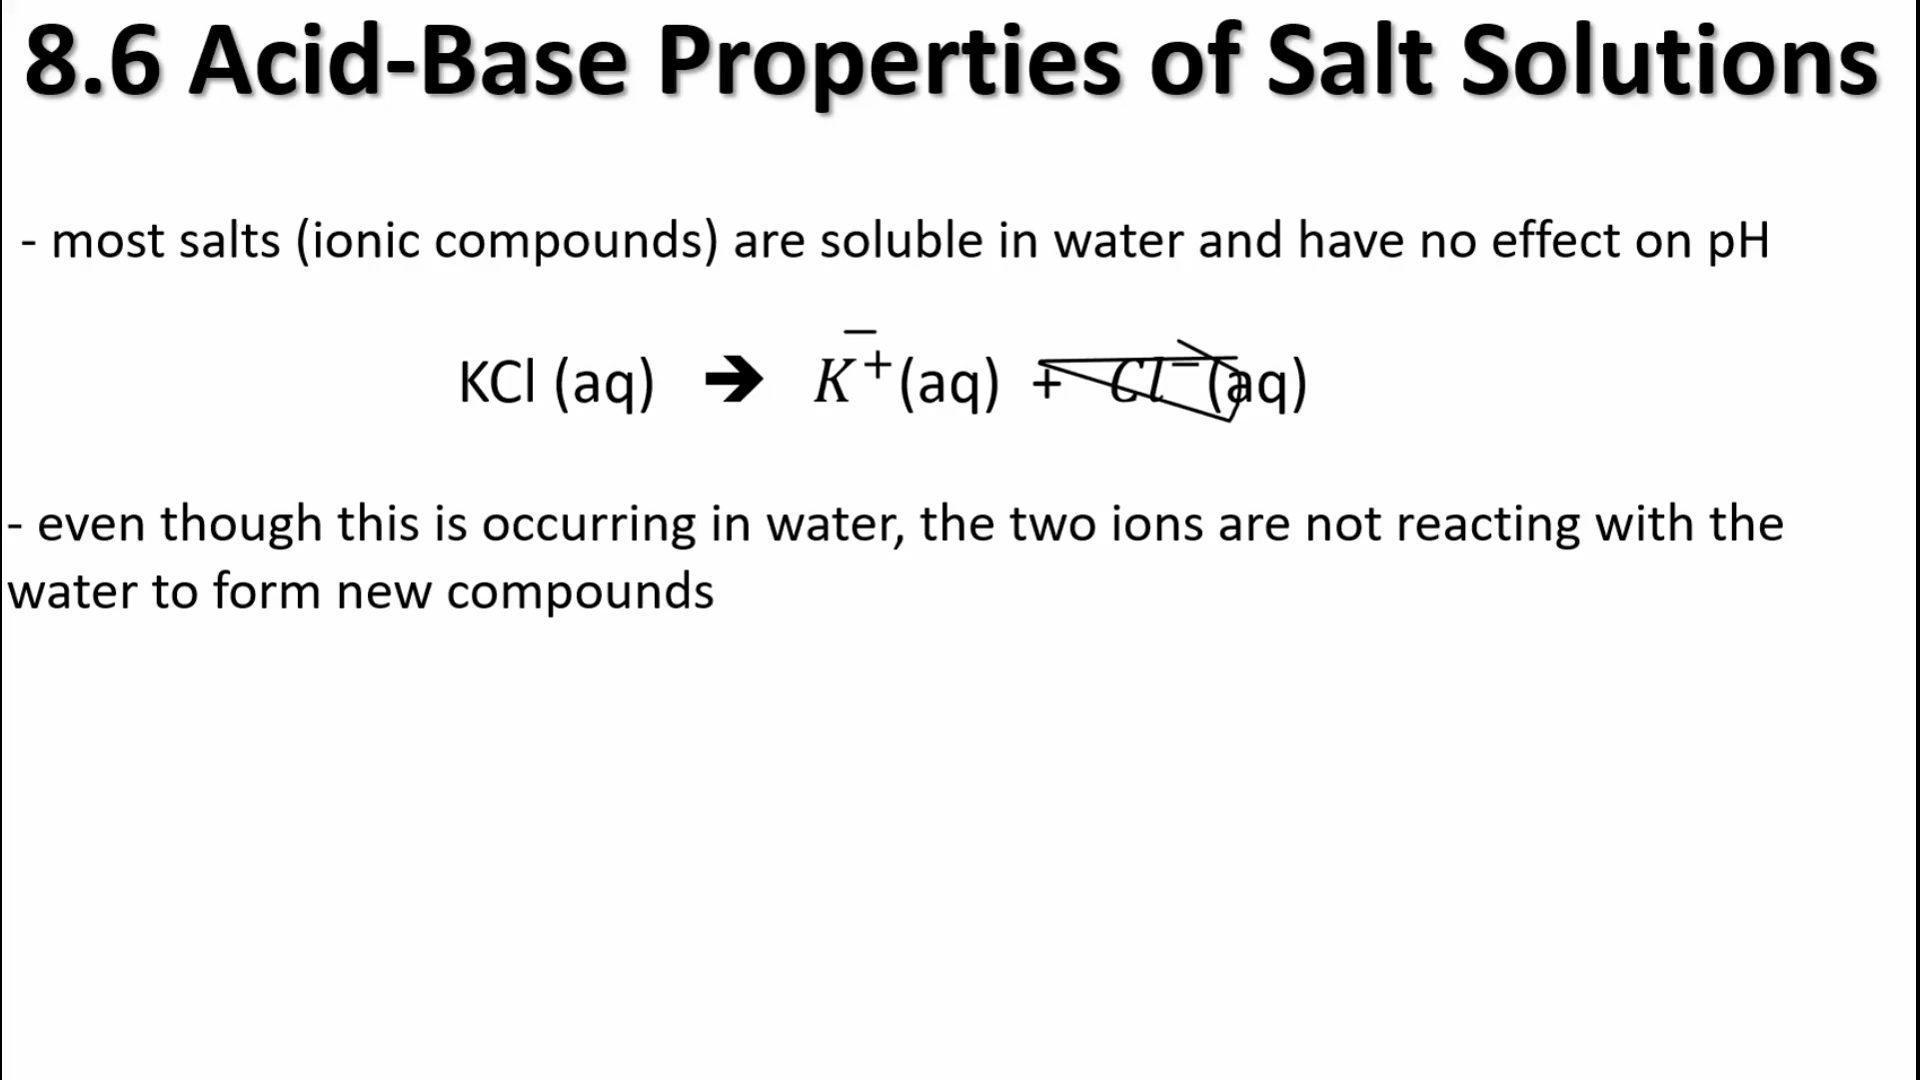 8.6 Acid-Base Properties of Salt Solutions
- most salts (ionic compounds) are soluble in water and have no effect on pH
KCl (aq) ➔ K⁺(aq) + Cl⁻(aq)
- even though this is occurring in water, the two ions are not reacting with the
water to form new compounds